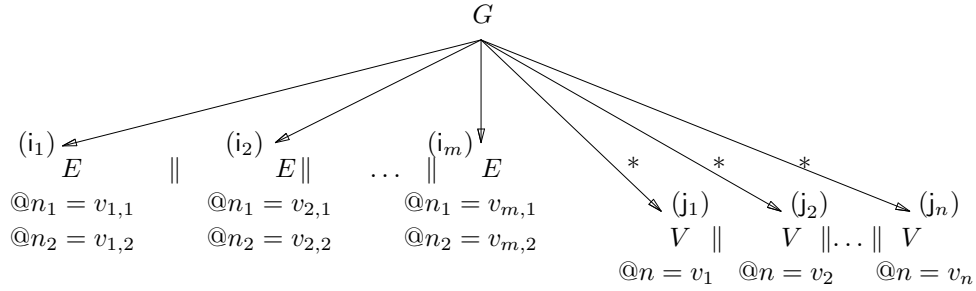 G
* * *
(i₁) (i₂) (iₘ)
E ∥ E∥ … ∥ E
@n₁ = v₁,₁ @n₁ = v₂,₁ @n₁ = vₘ,₁
@n₂ = v₁,₂ @n₂ = v₂,₂ @n₂ = vₘ,₂
(j₁) (j₂) (jₙ)
V ∥ V ∥…∥ V
@n = v₁ @n = v₂ @n = vₙ